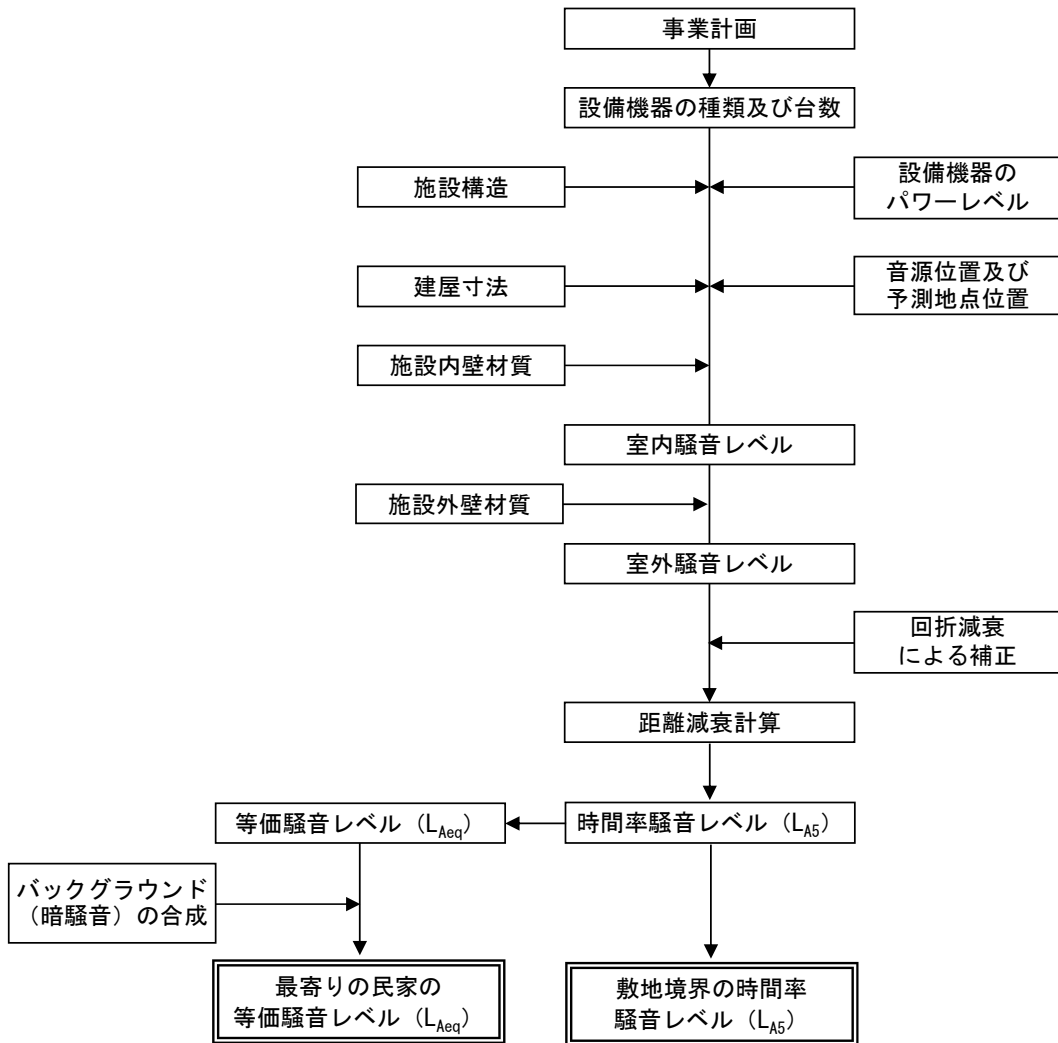 事業計画
設備機器の種類及び台数
施設構造
設備機器の
パワーレベル
建屋寸法
音源位置及び
予測地点位置
施設内壁材質
室内騒音レベル
施設外壁材質
室外騒音レベル
回折減衰
による補正
距離減衰計算
等価騒音レベル（LAeq）
時間率騒音レベル（LA5）
バックグラウンド
（暗騒音）の合成
最寄りの民家の
等価騒音レベル（LAeq）
敷地境界の時間率
騒音レベル（LA5）